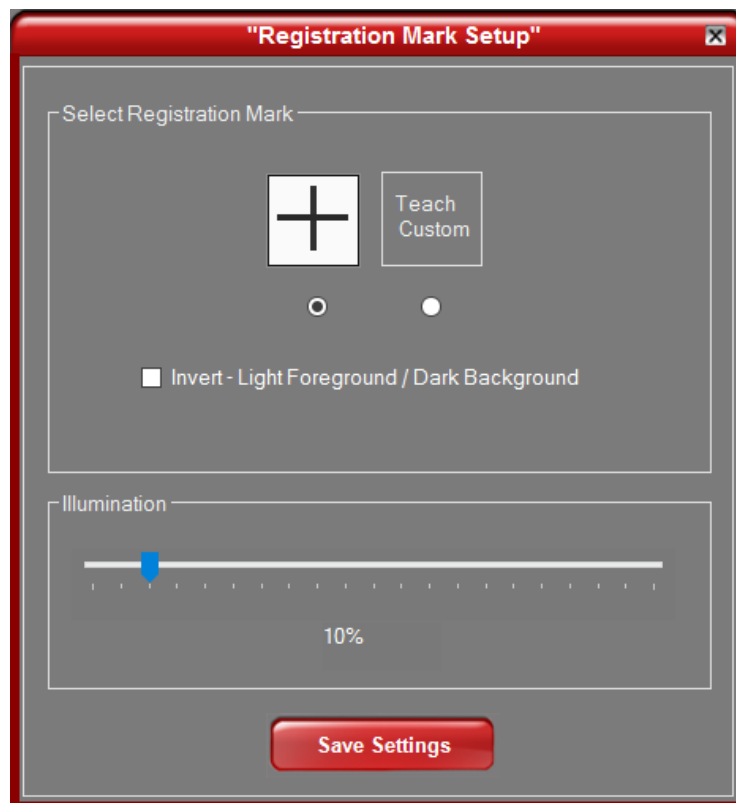 "Registration Mark Setup"
Select Registration Mark
Teach
Custom
Invert - Light Foreground / Dark Background
Illumination
10%
Save Settings